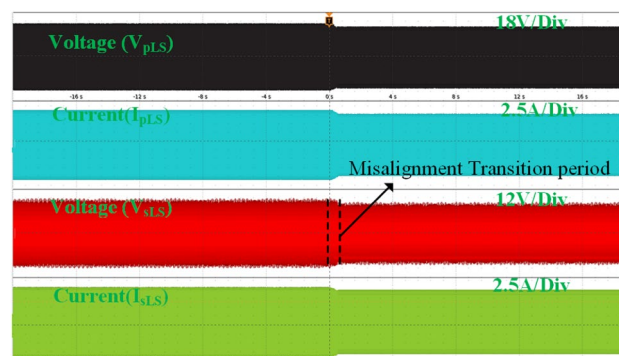 18V/Div
Voltage (VpLS)
-16 s -12 s -8 s -4 s 0 s 4 s 8 s 12 s 16 s
Current(IpLS)
2.5A/Div
Misalignment Transition period
Voltage (VsLS)
12V/Div
Current(IsLS)
2.5A/Div